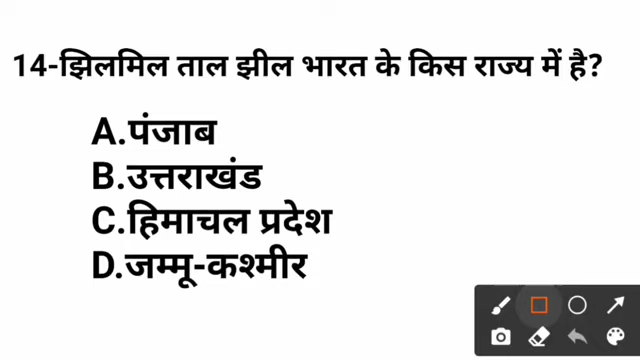 14-झिलमिल ताल झील भारत के किस राज्य में है?
A.पंजाब
B.उत्तराखंड
C.हिमाचल प्रदेश
D.जम्मू-कश्मीर